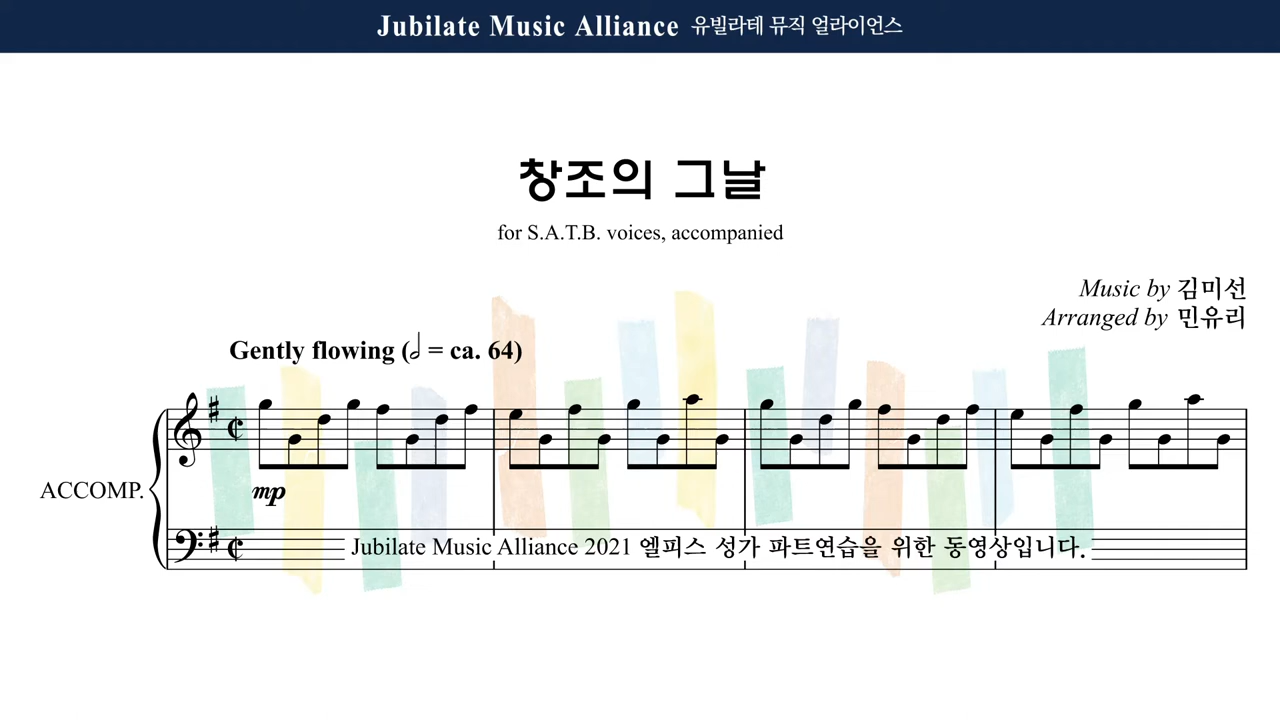 Jubilate Music Alliance 유빌라테 뮤직 얼라이언스
창조의 그날
for S.A.T.B. voices, accompanied
Music by 김미선
Arranged by 민유리
Gently flowing (𝅗𝅥 = ca. 64)
ACCOMP.
mp
Jubilate Music Alliance 2021 엘피스 성가 파트연습을 위한 동영상입니다.